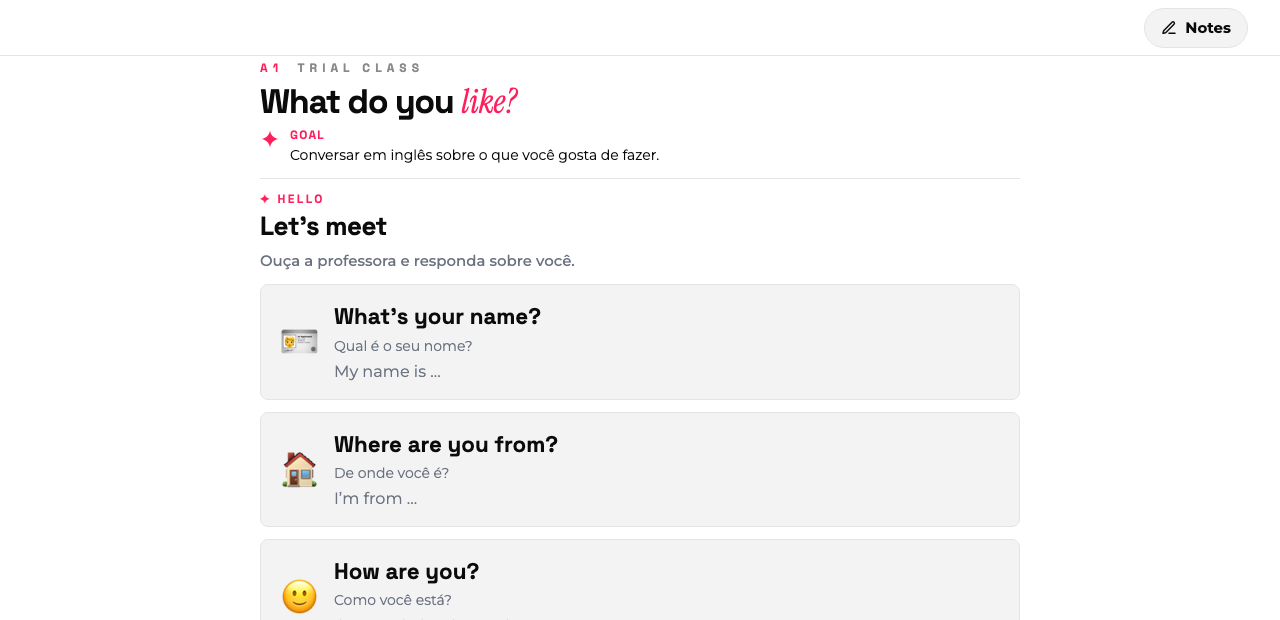 Notes
A1 TRIAL CLASS
What do you like?
GOAL
Conversar em inglês sobre o que você gosta de fazer.
HELLO
Let's meet
Ouça a professora e responda sobre você.
What's your name?
Qual é o seu nome?
My name is ...
Where are you from?
De onde você é?
I'm from ...
How are you?
Como você está?